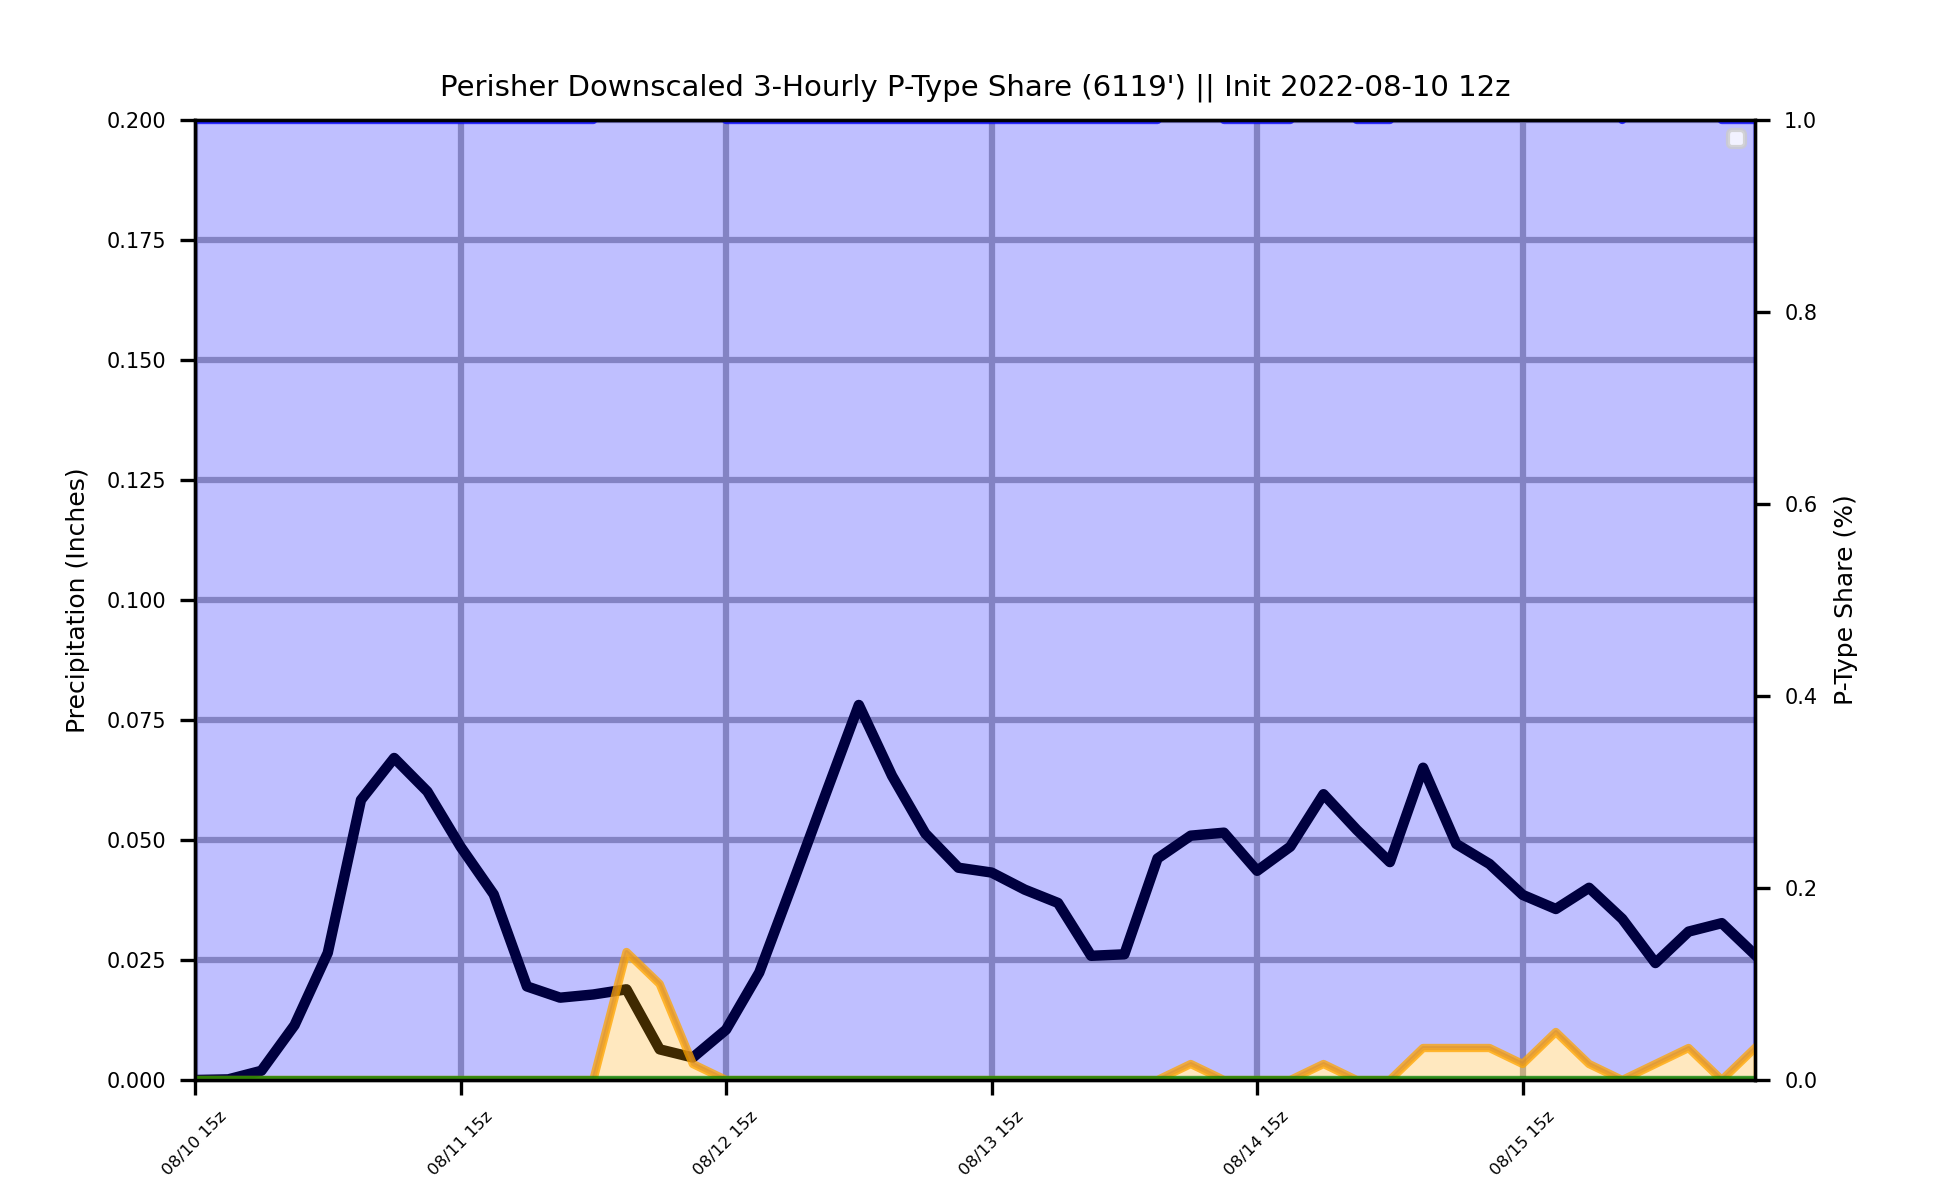 Perisher Downscaled 3-Hourly P-Type Share (6119') || Init 2022-08-10 12z
0.200
0.175
0.150
0.125
0.100
0.075
0.050
0.025
0.000
Precipitation (Inches)
1.0
0.8
0.6
0.4
0.2
0.0
P-Type Share (%)
08/10 15z
08/11 15z
08/12 15z
08/13 15z
08/14 15z
08/15 15z